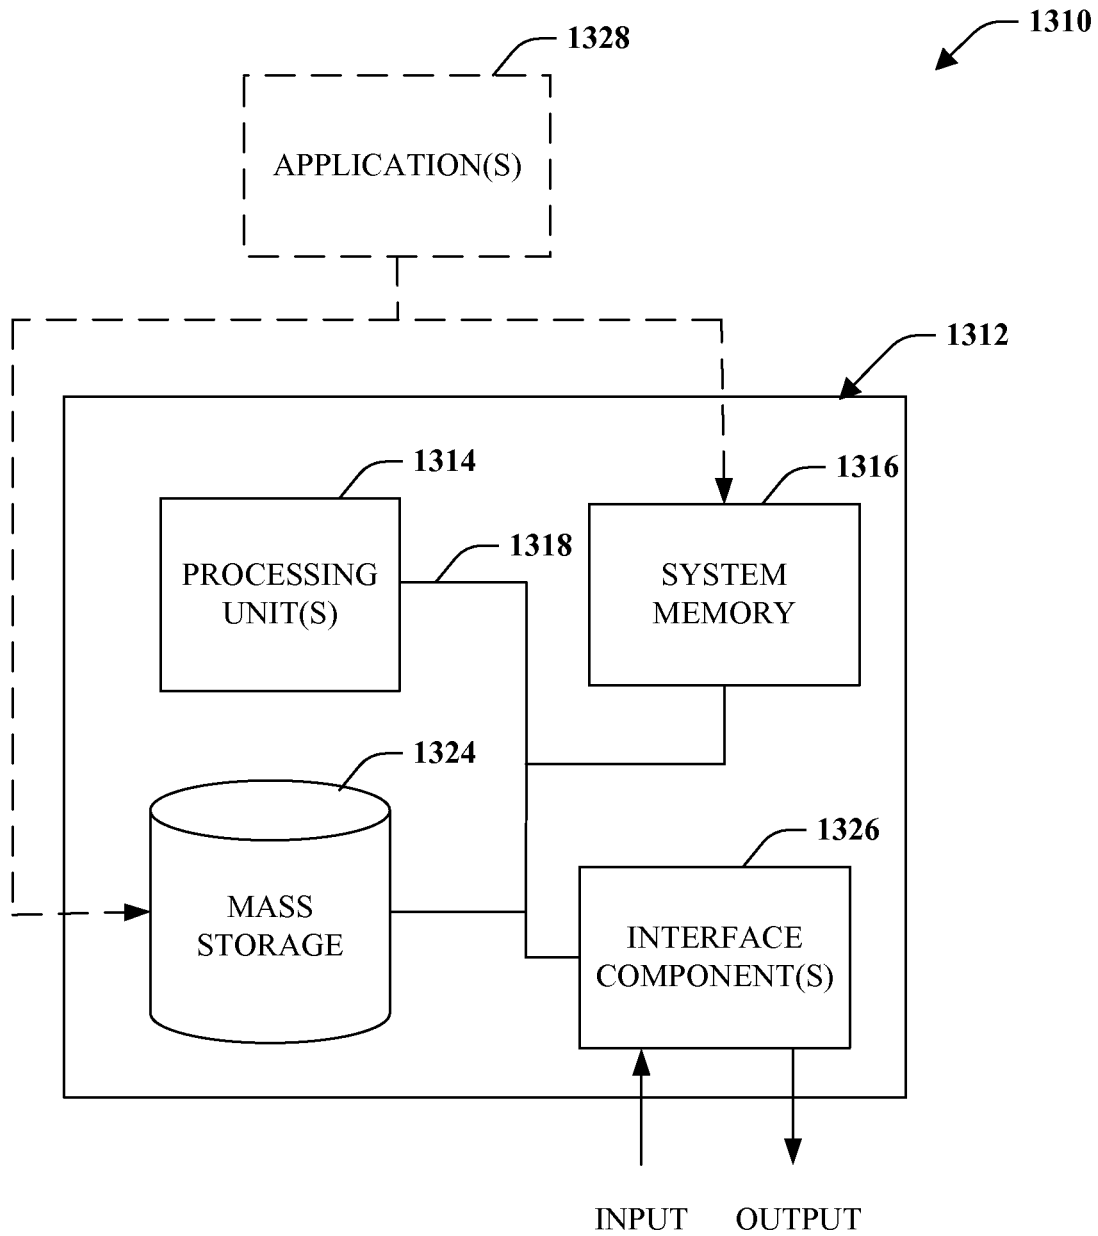 1310
1328
APPLICATION(S)
1312
1314
1316
1318
PROCESSING
UNIT(S)
SYSTEM
MEMORY
1324
1326
MASS
STORAGE
INTERFACE
COMPONENT(S)
INPUT
OUTPUT